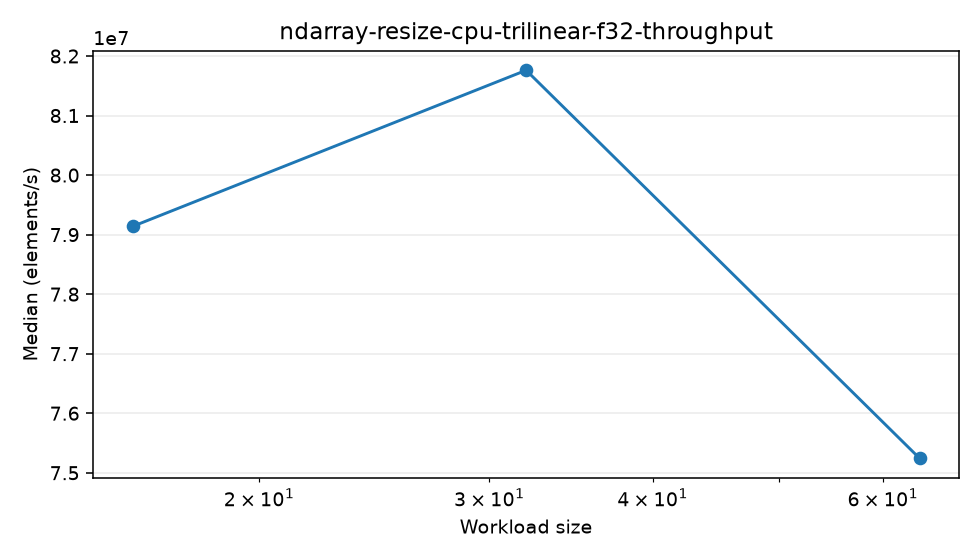 ndarray-resize-cpu-trilinear-f32-throughput
1e7
8.2
8.1
8.0
7.9
7.8
7.7
7.6
7.5
Median (elements/s)
2 × 10¹
3 × 10¹
4 × 10¹
6 × 10¹
Workload size